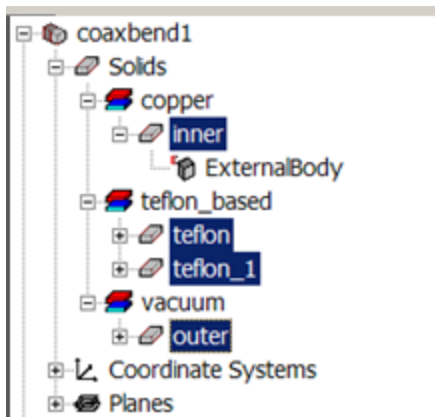 coaxbend1
Solids
copper
inner
ExternalBody
teflon_based
teflon
teflon_1
vacuum
outer
Coordinate Systems
Planes